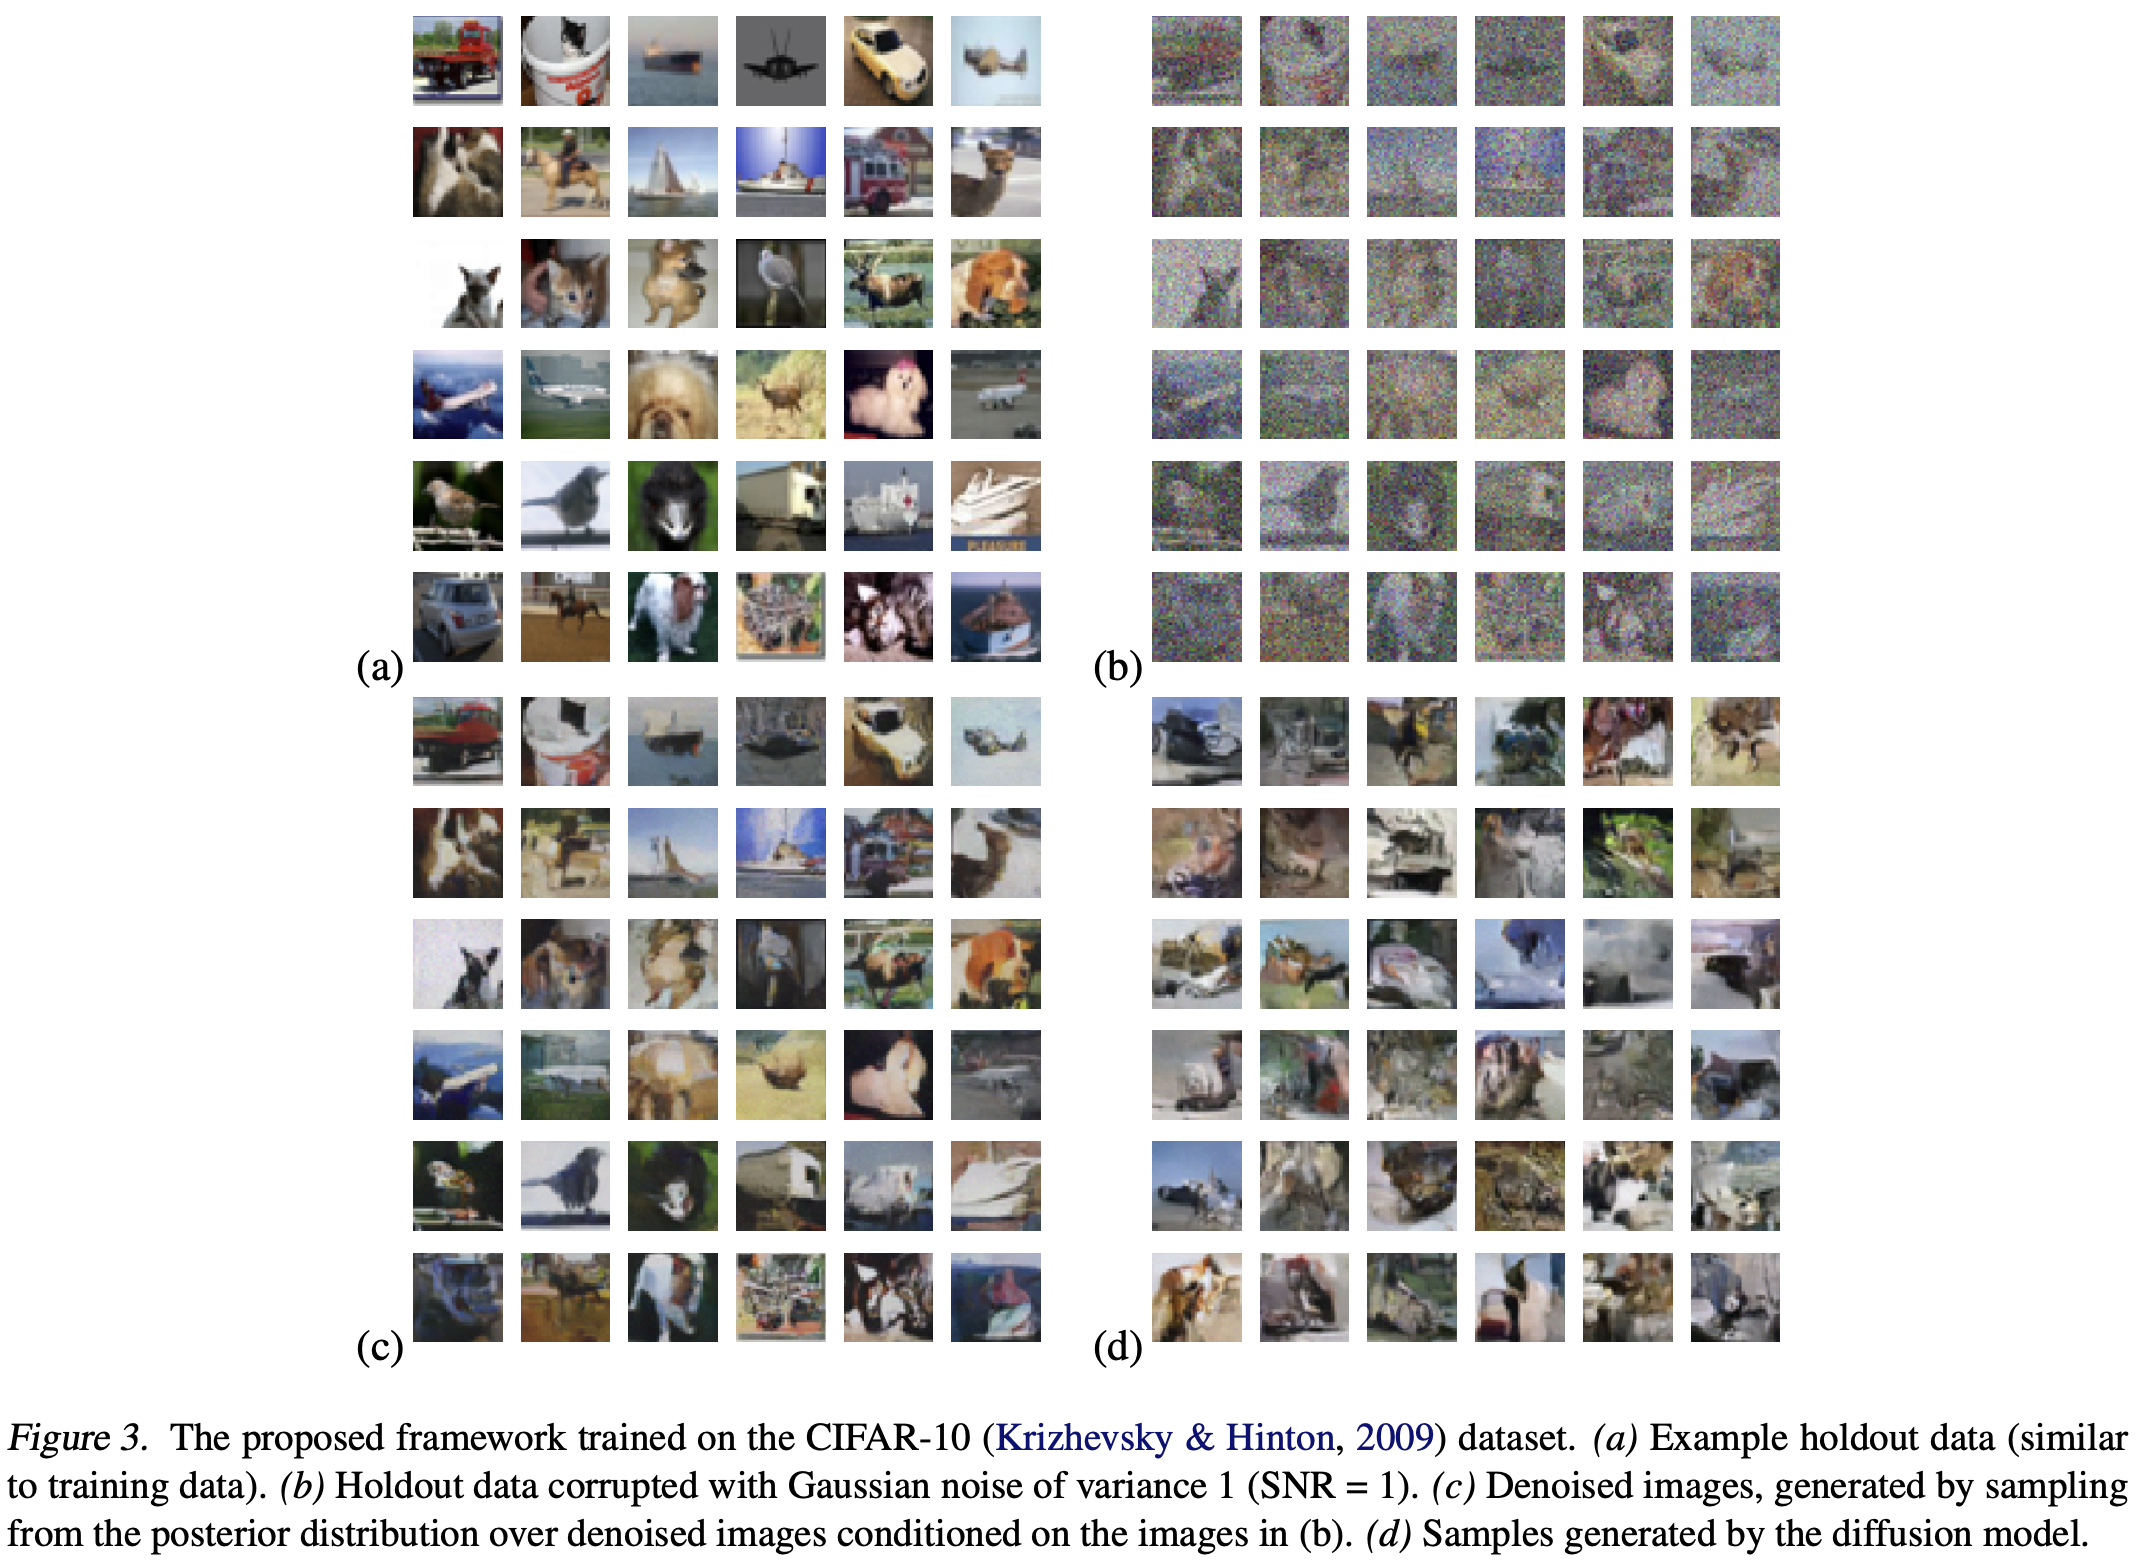 (a)
(b)
(c)
(d)
Figure 3. The proposed framework trained on the CIFAR-10 (Krizhevsky & Hinton, 2009) dataset. (a) Example holdout data (similar
to training data). (b) Holdout data corrupted with Gaussian noise of variance 1 (SNR = 1). (c) Denoised images, generated by sampling
from the posterior distribution over denoised images conditioned on the images in (b). (d) Samples generated by the diffusion model.